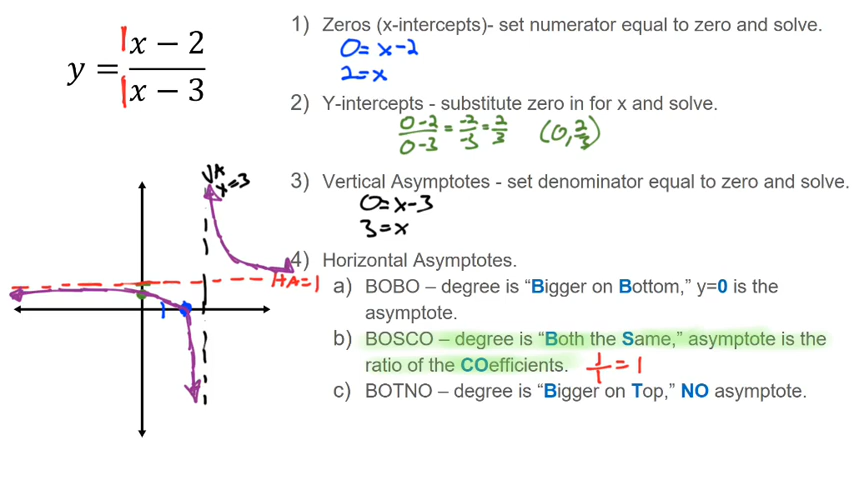 y = 1x − 2 / 1x − 3
1) Zeros (x-intercepts)- set numerator equal to zero and solve.
0 = x-2
2 = x
2) Y-intercepts - substitute zero in for x and solve.
0-2/0-3 = -2/-3 = 2/3 (0, 2/3)
3) Vertical Asymptotes - set denominator equal to zero and solve.
0 = x-3
3 = x
VA
x=3
HA=1
4) Horizontal Asymptotes.
a) BOBO – degree is “Bigger on Bottom,” y=0 is the
asymptote.
b) BOSCO – degree is “Both the Same,” asymptote is the
ratio of the COefficients. 1/1 = 1
c) BOTNO – degree is “Bigger on Top,” NO asymptote.